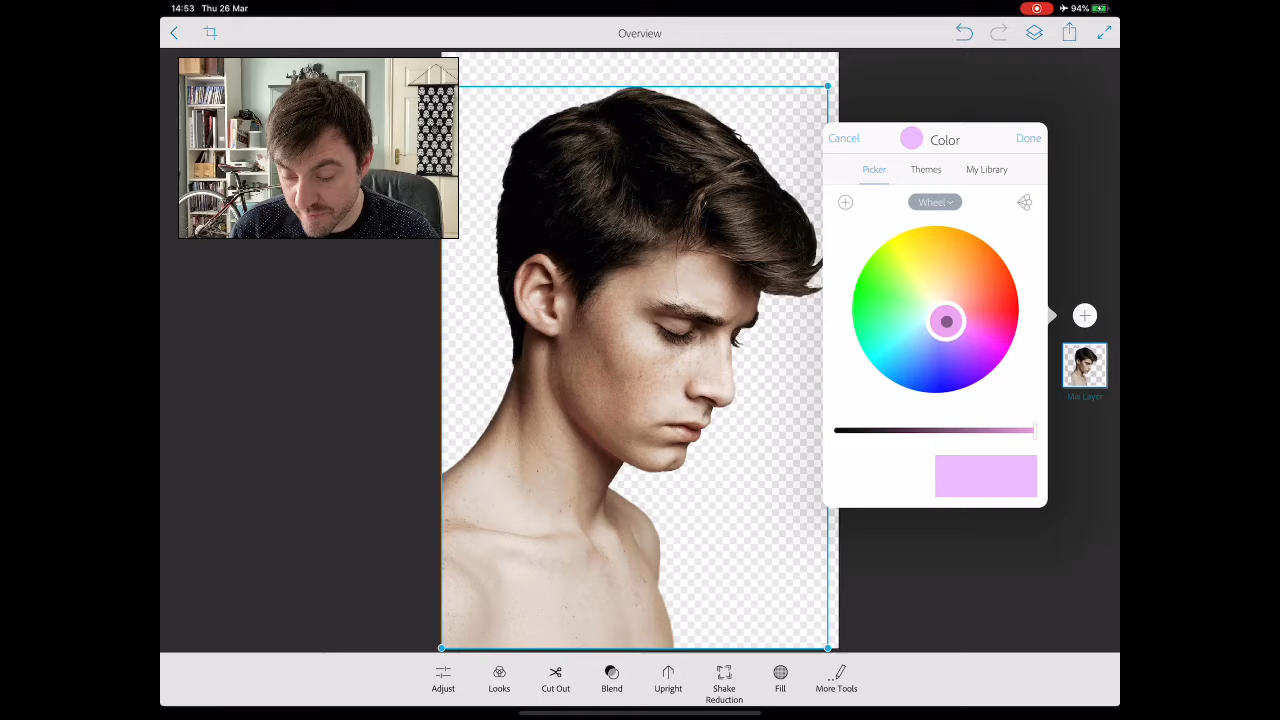 14:53 Thu 26 Mar
94%
Overview
Cancel
Color
Done
Picker
Themes
My Library
Wheel
Mix Layer
Adjust
Looks
Cut Out
Blend
Upright
Shake
Reduction
Fill
More Tools